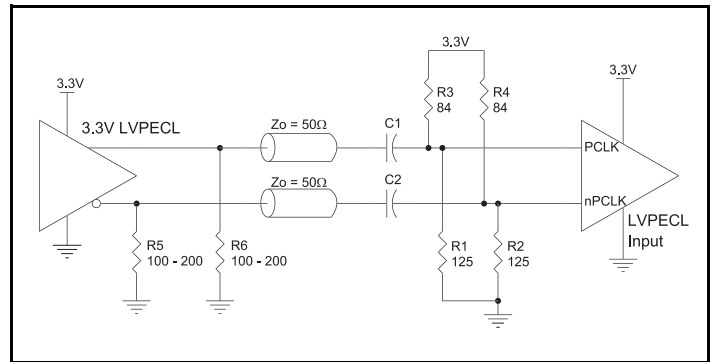 3.3V
3.3V LVPECL
R5
100 - 200
R6
100 - 200
Zo = 50Ω
Zo = 50Ω
C1
C2
3.3V
R3
84
R4
84
R1
125
R2
125
3.3V
PCLK
nPCLK
LVPECL
Input